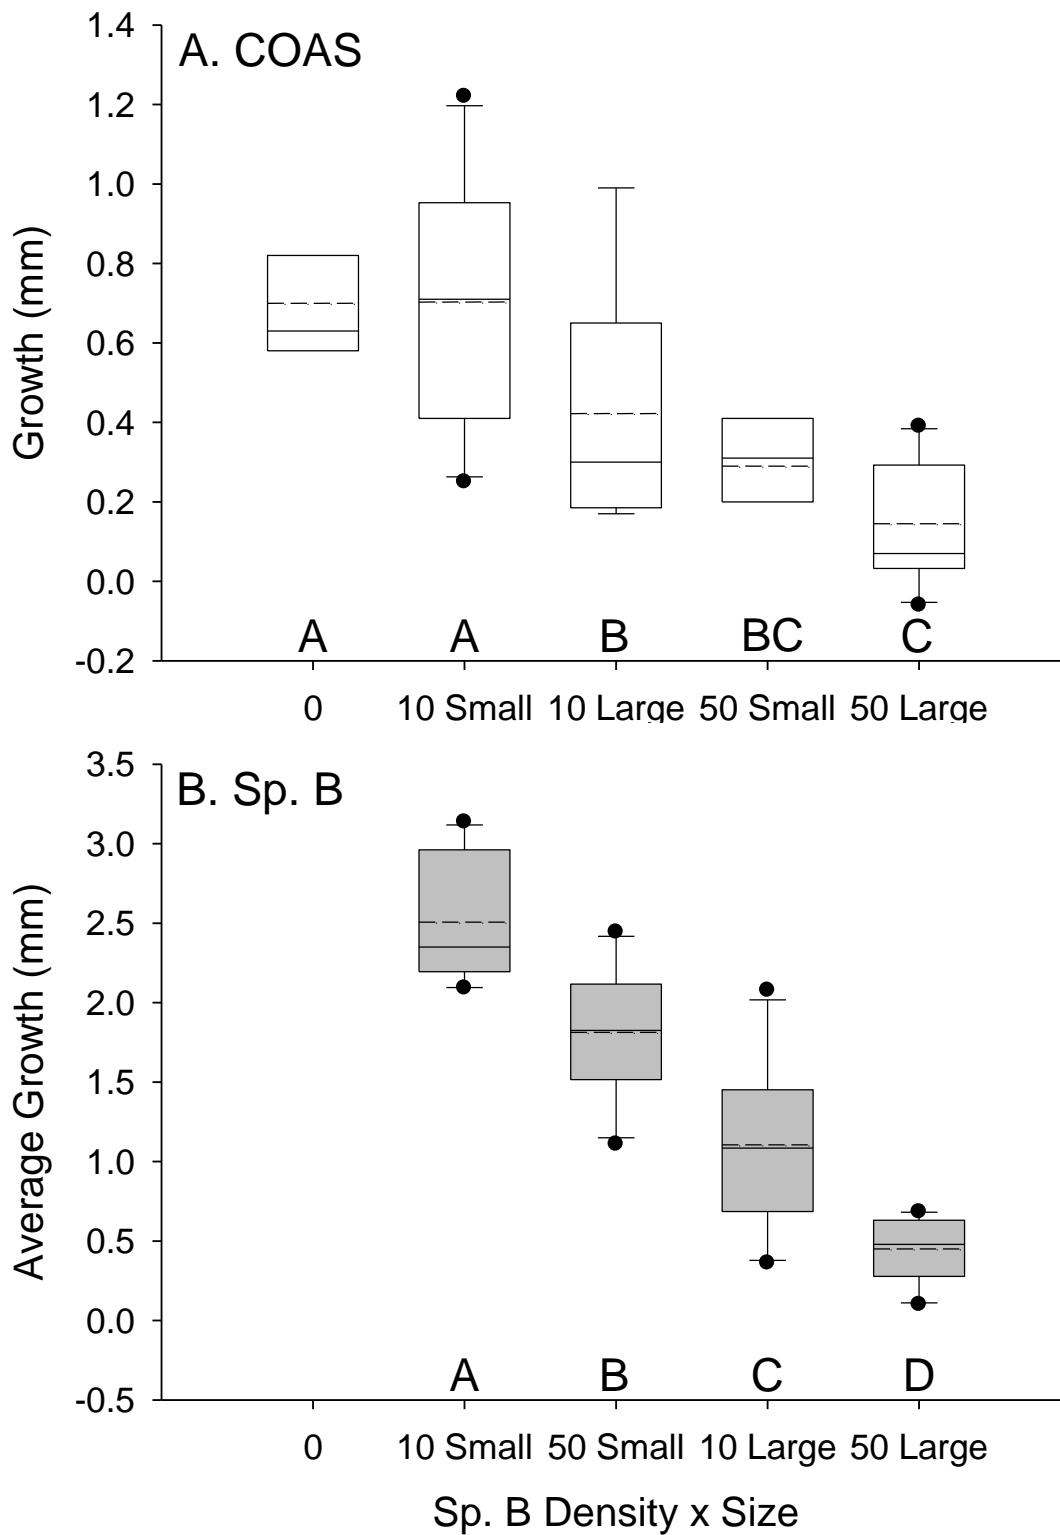 A. COAS
1.4
1.2
1.0
0.8
0.6
0.4
0.2
0.0
-0.2
Growth (mm)
A A B BC C
0 10 Small 10 Large 50 Small 50 Large
B. Sp. B
3.5
3.0
2.5
2.0
1.5
1.0
0.5
0.0
-0.5
Average Growth (mm)
A B C D
0 10 Small 50 Small 10 Large 50 Large
Sp. B Density x Size